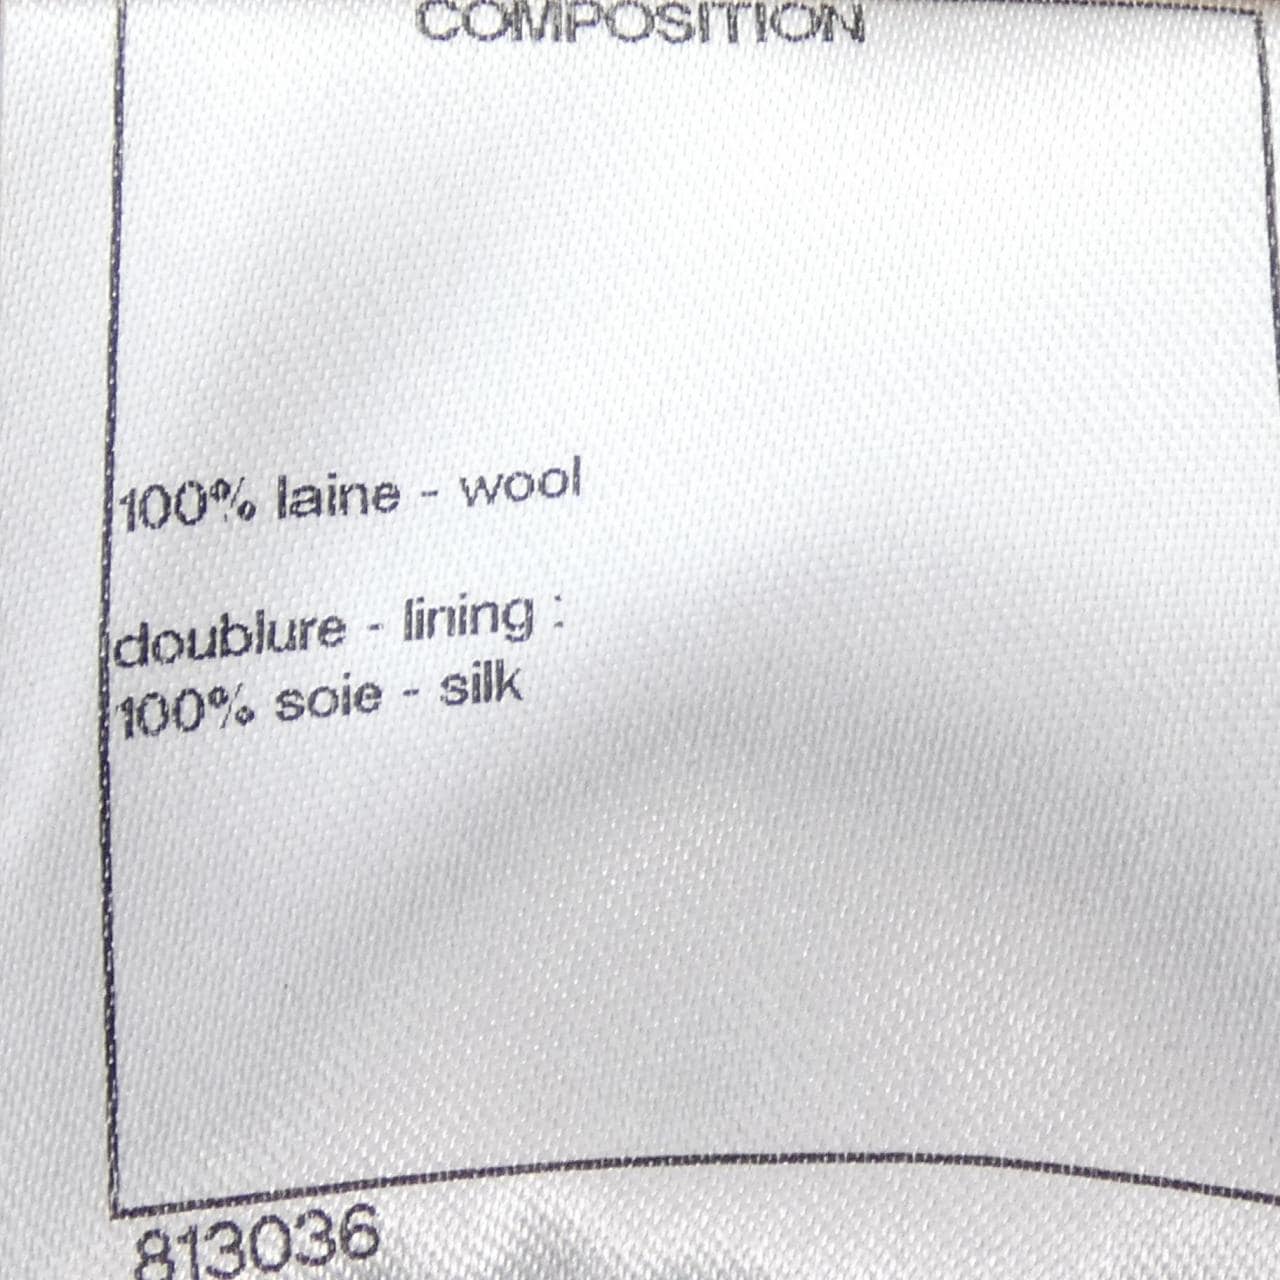 COMPOSITION
100% laine - wool
doublure - lining :
100% soie - silk
813036